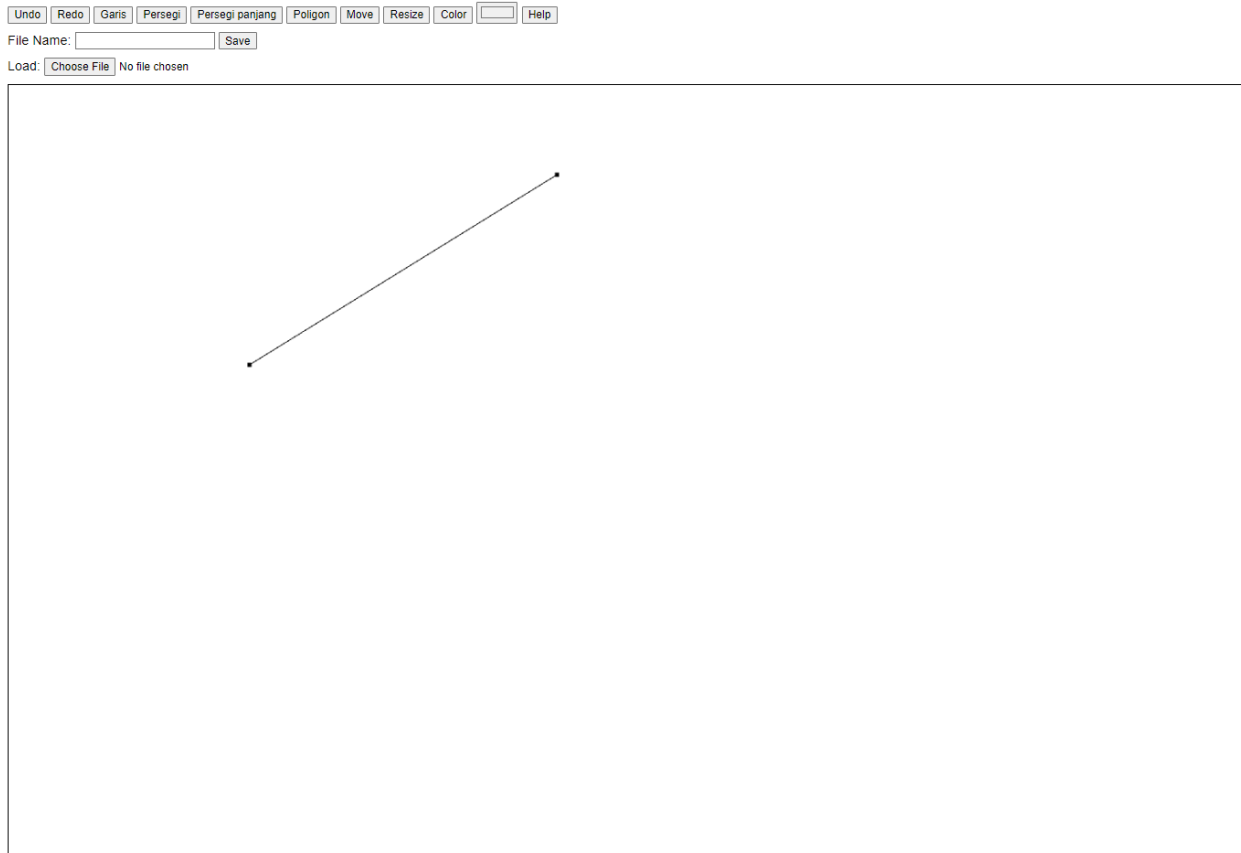 Undo Redo Garis Persegi Persegi panjang Poligon Move Resize Color Help
File Name: Save
Load: Choose File No file chosen